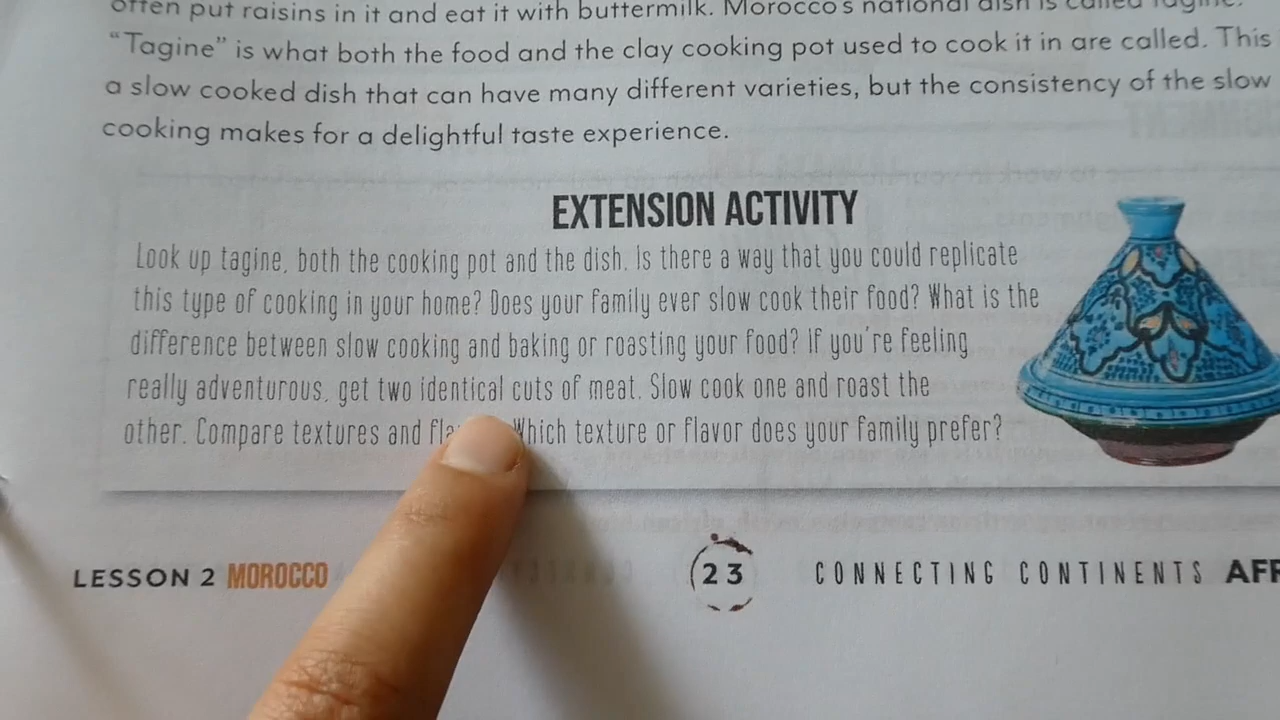 often put raisins in it and eat it with buttermilk. Morocco's national dish is called Tagine.
"Tagine" is what both the food and the clay cooking pot used to cook it in are called. This
a slow cooked dish that can have many different varieties, but the consistency of the slow
cooking makes for a delightful taste experience.
EXTENSION ACTIVITY
Look up tagine, both the cooking pot and the dish. Is there a way that you could replicate
this type of cooking in your home? Does your family ever slow cook their food? What is the
difference between slow cooking and baking or roasting your food? If you're feeling
really adventurous, get two identical cuts of meat. Slow cook one and roast the
other. Compare textures and Which texture or flavor does your family prefer?
LESSON 2 MOROCCO 23 CONNECTING CONTINENTS